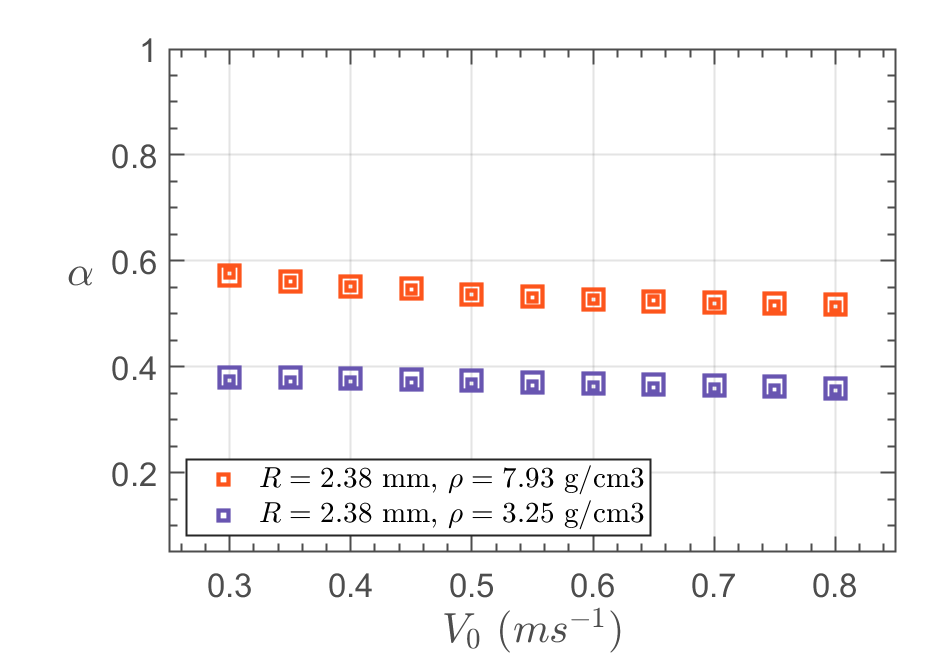 1
0.8
α 0.6
0.4
0.2
R = 2.38 mm, ρ = 7.93 g/cm3
R = 2.38 mm, ρ = 3.25 g/cm3
0.3 0.4 0.5 0.6 0.7 0.8
V₀ (ms⁻¹)